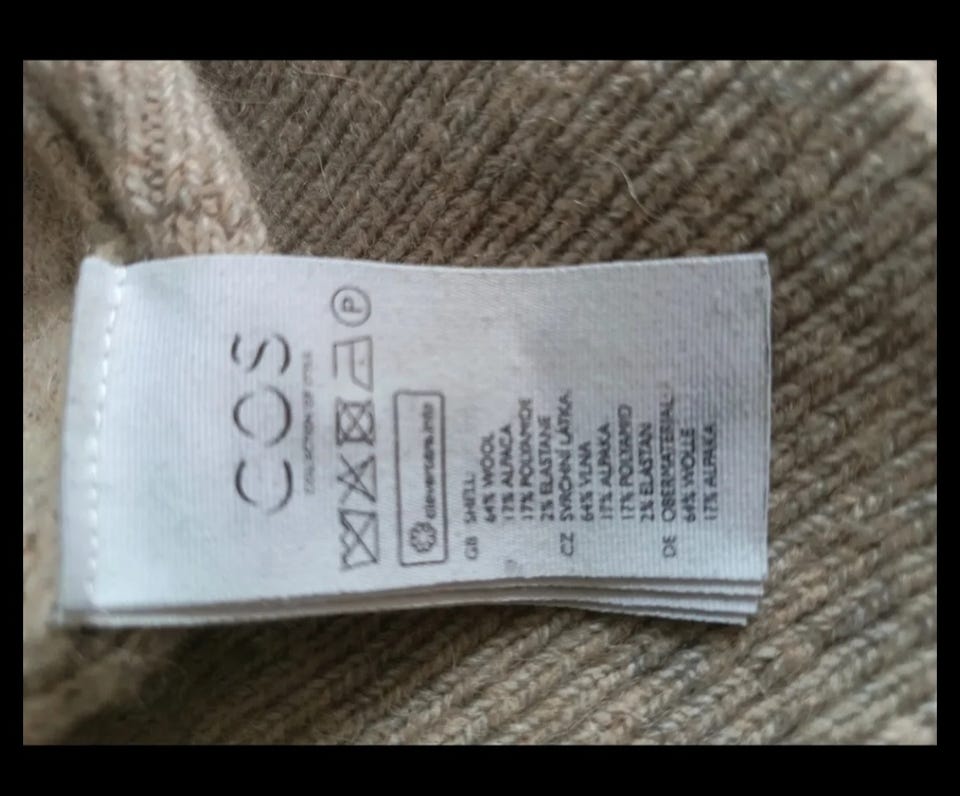 COS
COLLECTION OF STYLE
P
clevercare.info
GB SHELL:
64% WOOL
17% ALPACA
17% POLYAMIDE
2% ELASTANE
CZ SVRCHNÍ LÁTKA:
64% VLNA
17% ALPAKA
17% POLYAMID
2% ELASTAN
DE OBERMATERIAL:
64% WOLLE
17% ALPAKA